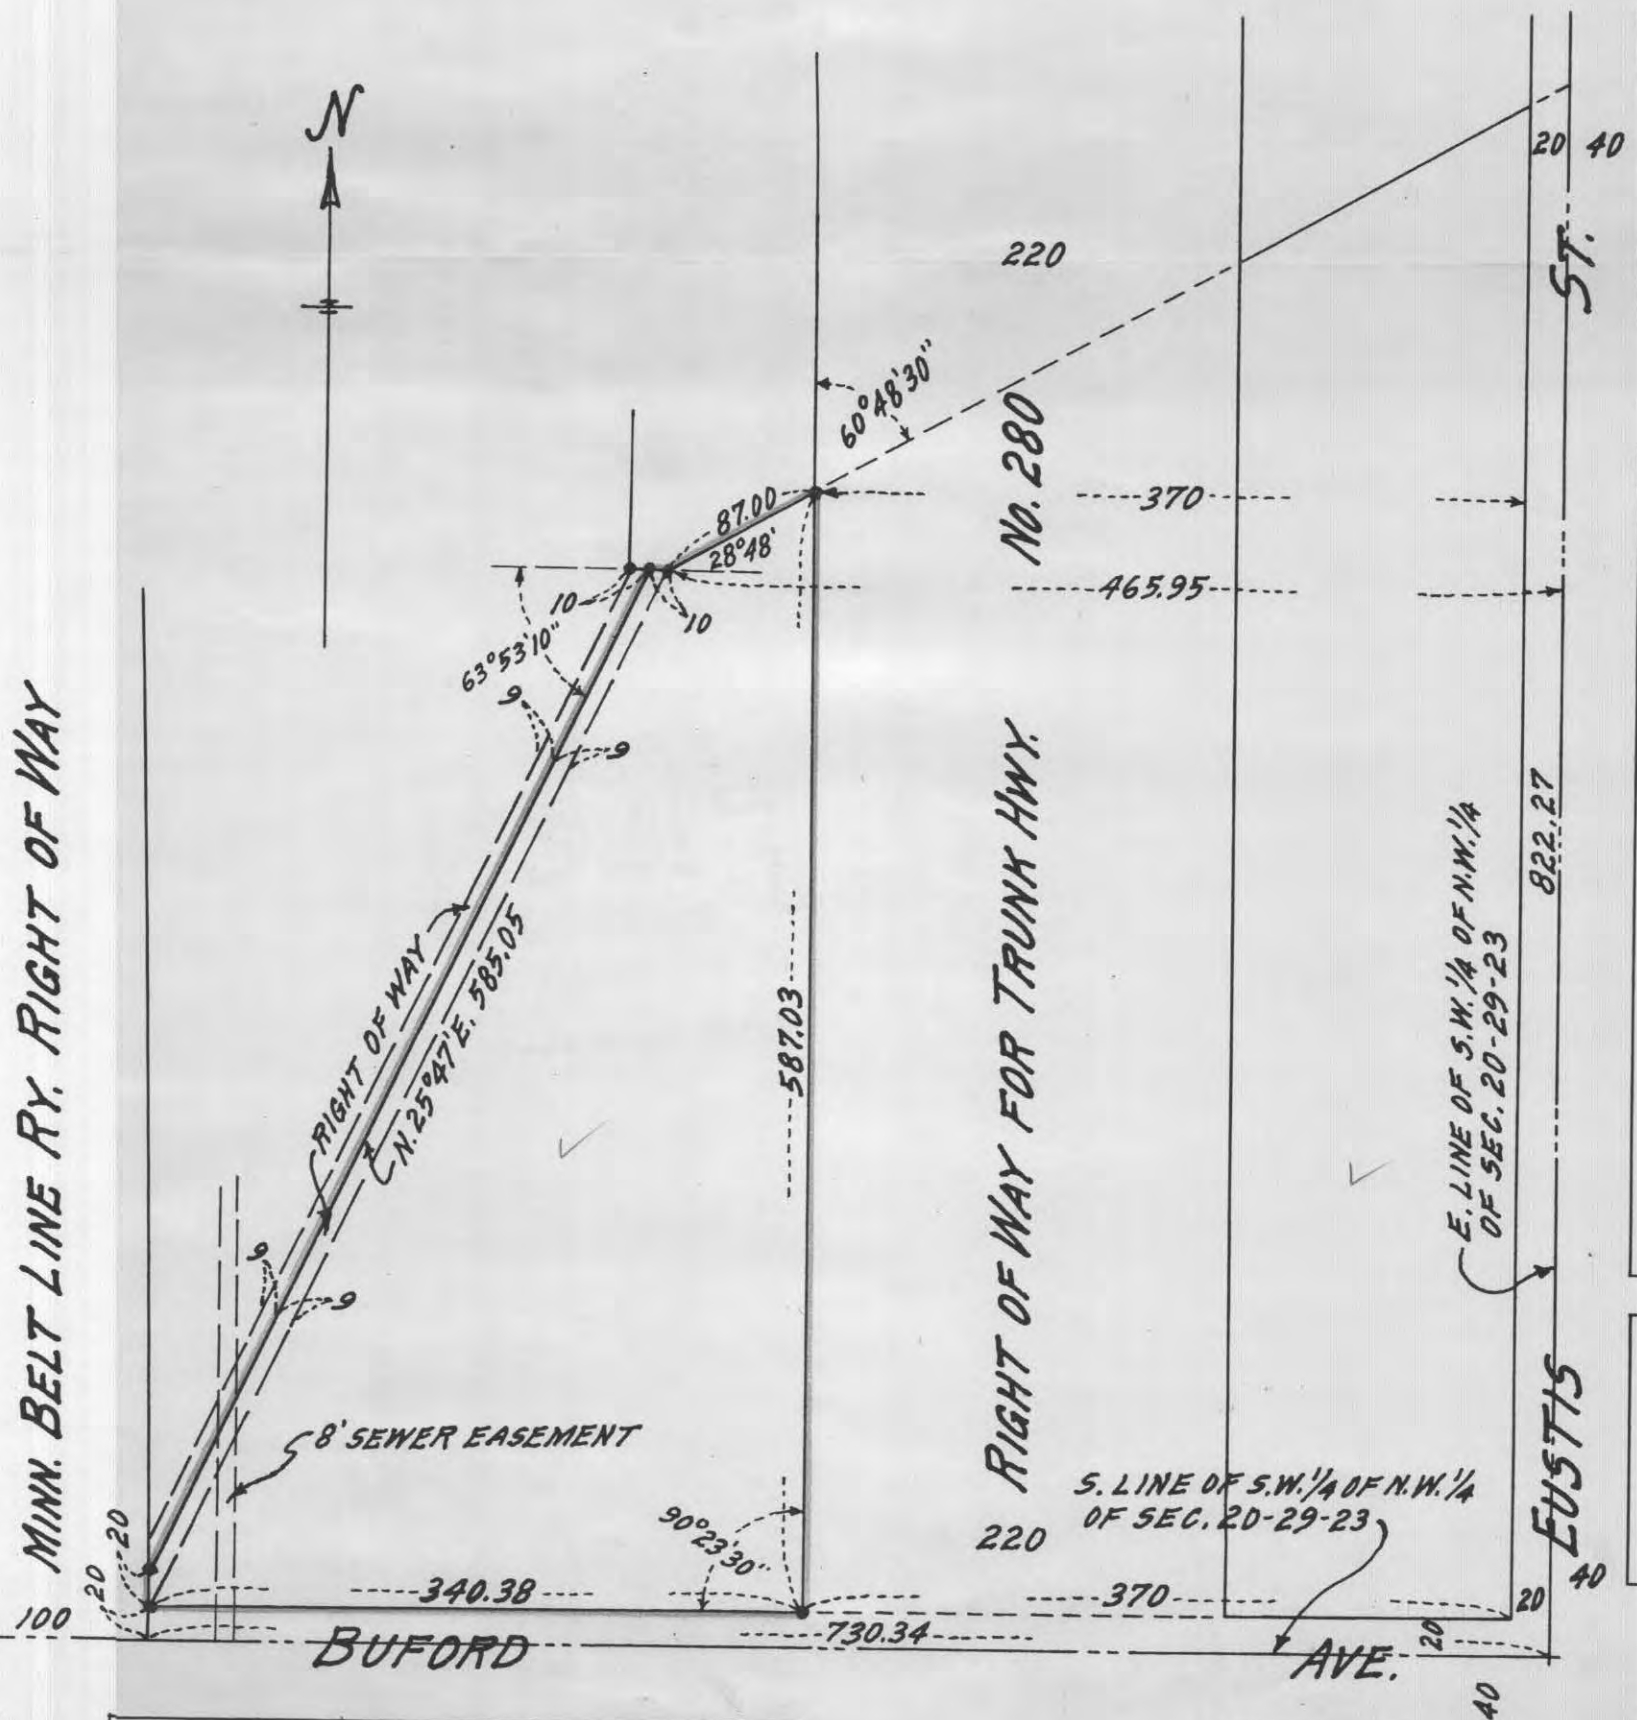 N
20 40
ST.
220
60°48'30"
No. 280
370
87.00
28°48'
465.95
10
10
63°53'10"
9
9
MINN. BELT LINE RY. RIGHT OF WAY
RIGHT OF WAY FOR TRUNK HWY.
822.27
E. LINE OF S.W. 1/4 OF N.W. 1/4
OF SEC. 20-29-23
RIGHT OF WAY
N. 25°47' E. 585.05
587.03
9
9
8' SEWER EASEMENT
EUSTIS
S. LINE OF S.W. 1/4 OF N.W. 1/4
OF SEC. 20-29-23
90°23'30"
220
20
20
340.38
370
20
40
100
730.34
20
BUFORD
AVE.
40